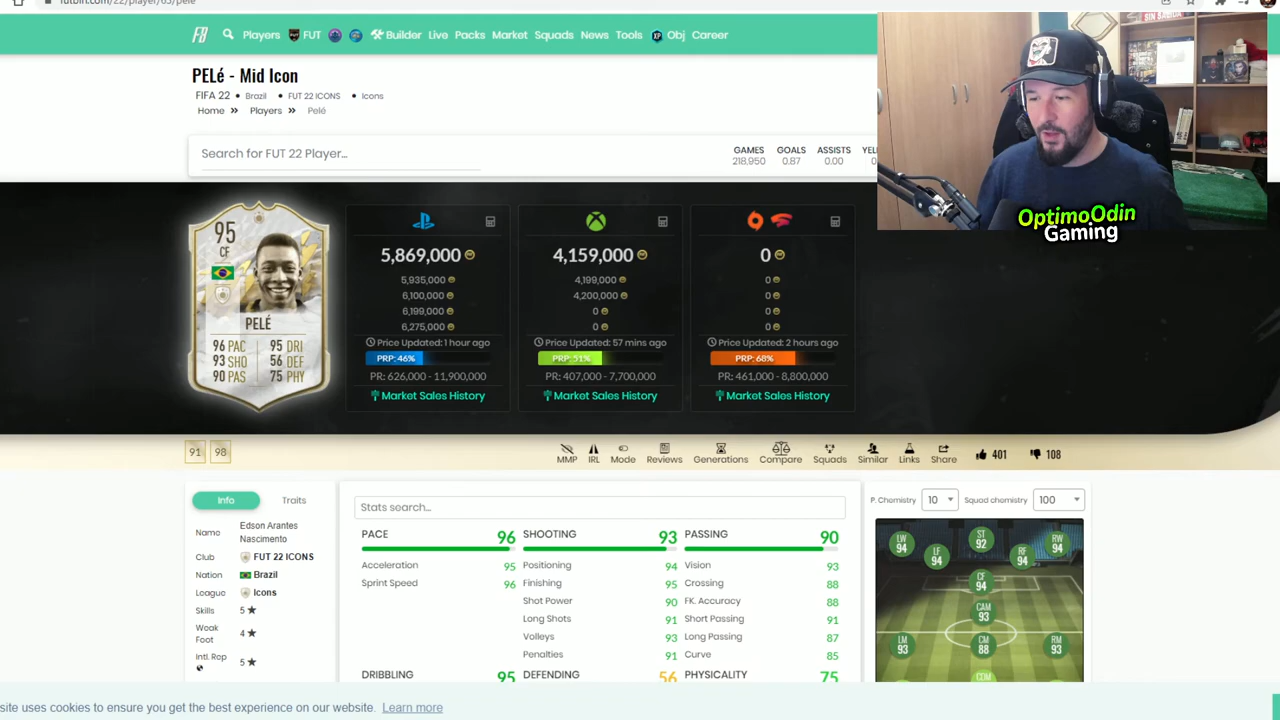 futbin.com/22/player/63/pele
FB Players FUT Builder Live Packs Market Squads News Tools Obj Career
SIN SALIDA
PELé - Mid Icon
FIFA 22 • Brazil • FUT 22 ICONS • Icons
Home » Players » Pelé
Search for FUT 22 Player...
GAMES GOALS ASSISTS YEL
218,950 0.87 0.00
OptimoOdin
Gaming
95
CF
PELÉ
96 PAC 95 DRI
93 SHO 56 DEF
90 PAS 75 PHY
5,869,000
5,935,000
6,100,000
6,199,000
6,275,000
Price Updated: 1 hour ago
PRP: 46%
PR: 626,000 - 11,900,000
Market Sales History
4,159,000
4,199,000
4,200,000
0
0
Price Updated: 57 mins ago
PRP: 51%
PR: 407,000 - 7,700,000
Market Sales History
0
0
0
0
0
Price Updated: 2 hours ago
PRP: 68%
PR: 461,000 - 8,800,000
Market Sales History
91 98
MMP IRL Mode Reviews Generations Compare Squads Similar Links Share 401 108
Info Traits
Name Edson Arantes
Nascimento
Club FUT 22 ICONS
Nation Brazil
League Icons
Skills 5 ★
Weak
Foot 4 ★
Intl. Rep 5 ★
Stats search...
PACE 96
Acceleration 95
Sprint Speed 96
SHOOTING 93
Positioning 94
Finishing 95
Shot Power 90
Long Shots 91
Volleys 93
Penalties 91
PASSING 90
Vision 93
Crossing 88
FK. Accuracy 88
Short Passing 91
Long Passing 87
Curve 85
DRIBBLING 95
DEFENDING 56
PHYSICALITY 75
P. Chemistry 10 Squad chemistry 100
LW
94
LF
94
ST
92
RF
94
RW
94
CF
94
CAM
93
LM
93
CM
88
RM
93
CDM
site uses cookies to ensure you get the best experience on our website. Learn more